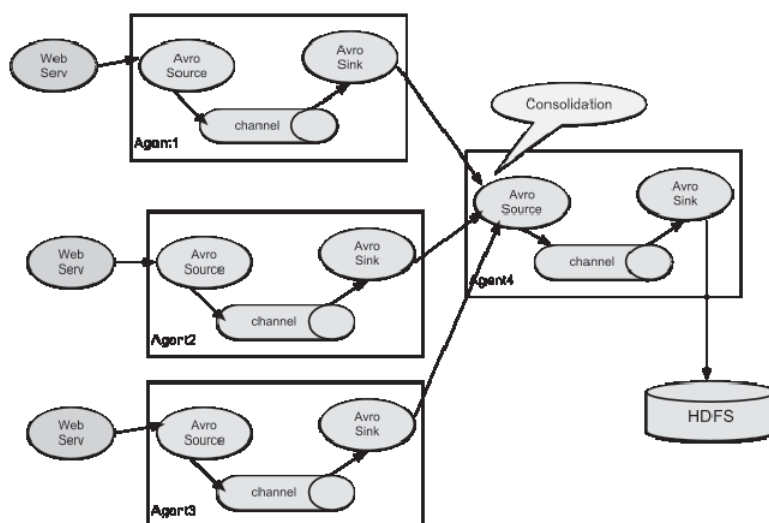 Web
Serv
Avro
Source
Avro
Sink
channel
Agent1
Consolidation
Web
Serv
Avro
Source
Avro
Sink
channel
Agent2
Avro
Source
Avro
Sink
channel
Agent4
Web
Serv
Avro
Source
Avro
Sink
channel
Agent3
HDFS